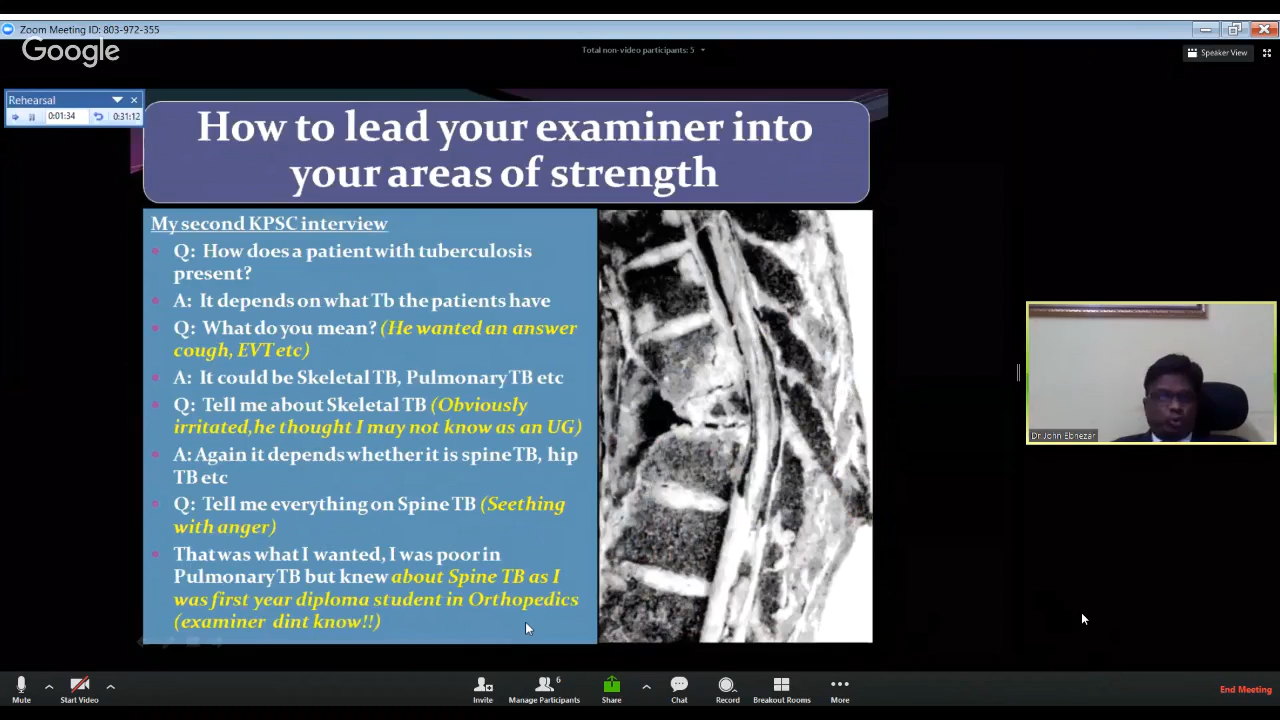 Zoom Meeting ID: 803-972-355
Google
Total non-video participants: 5
Speaker View
Rehearsal
0:01:34
0:31:12
How to lead your examiner into
your areas of strength
My second KPSC interview
Q: How does a patient with tuberculosis
present?
A: It depends on what Tb the patients have
Q: What do you mean? (He wanted an answer
cough, EVT etc)
A: It could be Skeletal TB, Pulmonary TB etc
Q: Tell me about Skeletal TB (Obviously
irritated,he thought I may not know as an UG)
A: Again it depends whether it is spine TB, hip
TB etc
Q: Tell me everything on Spine TB (Seething
with anger)
That was what I wanted, I was poor in
Pulmonary TB but knew about Spine TB as I
was first year diploma student in Orthopedics
(examiner dint know!!)
Dr.John Ebnezar
Mute
Start Video
Invite
6
Manage Participants
Share
Chat
Record
Breakout Rooms
More
End Meeting